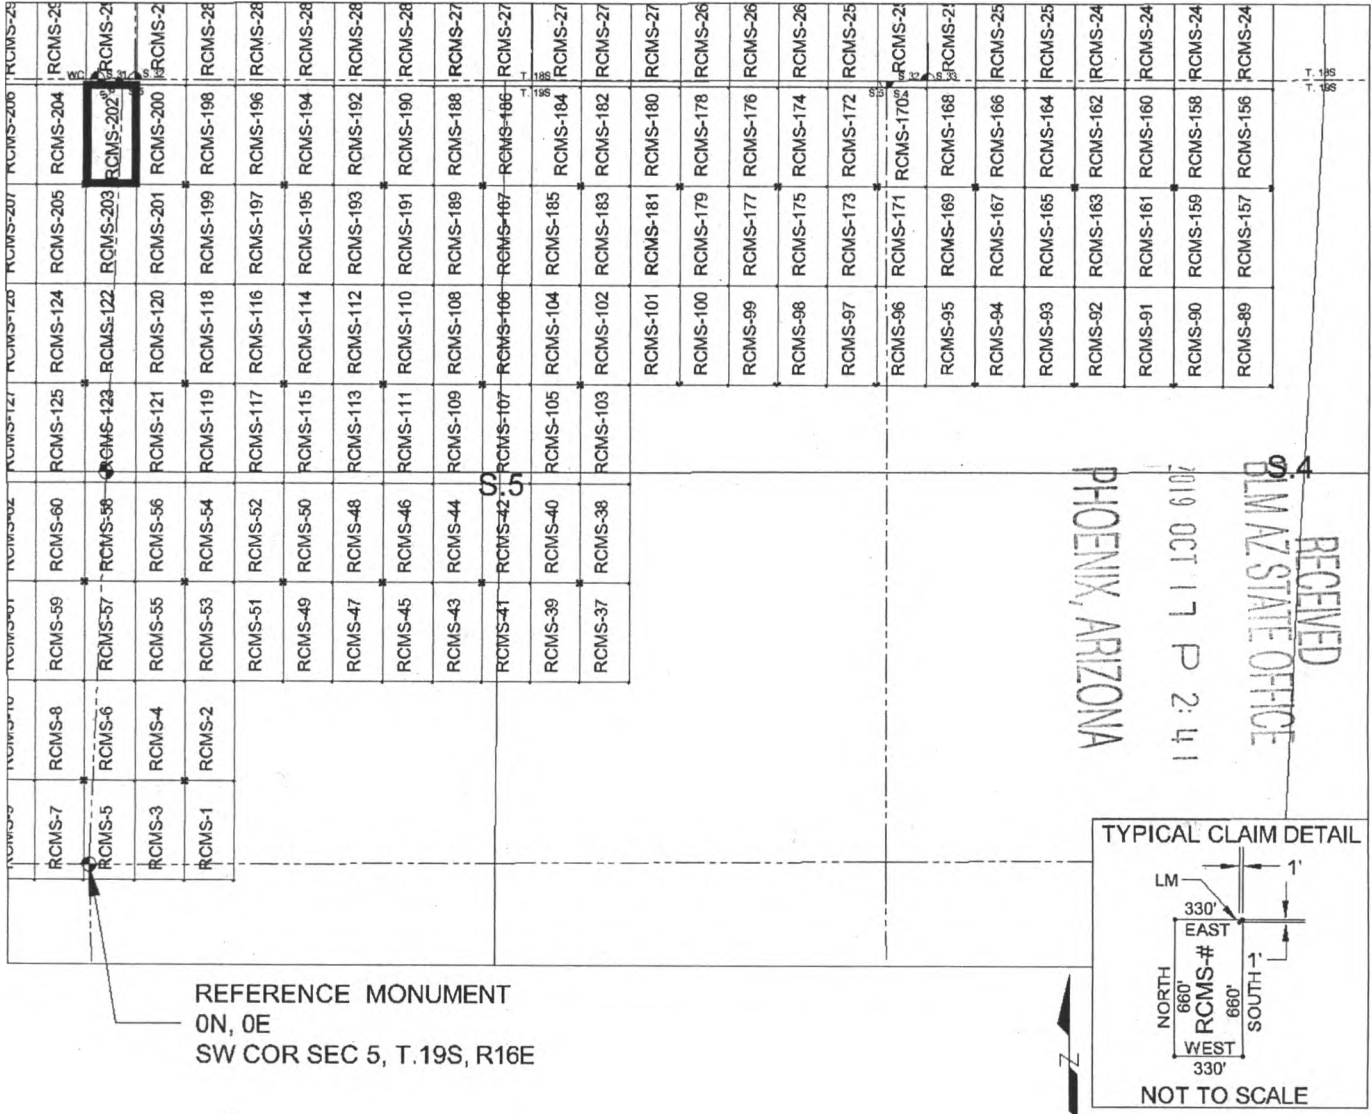 WC S.31 S.32 T. 18S S.32 S.33 T. 18S
T. 19S S.5 S.4 T. 19S
RCMS-204 RCMS-202 RCMS-200 RCMS-198 RCMS-196 RCMS-194 RCMS-192 RCMS-190 RCMS-188 RCMS-186 RCMS-184 RCMS-182 RCMS-180 RCMS-178 RCMS-176 RCMS-174 RCMS-172 RCMS-170 RCMS-168 RCMS-166 RCMS-164 RCMS-162 RCMS-160 RCMS-158 RCMS-156
RCMS-205 RCMS-203 RCMS-201 RCMS-199 RCMS-197 RCMS-195 RCMS-193 RCMS-191 RCMS-189 RCMS-187 RCMS-185 RCMS-183 RCMS-181 RCMS-179 RCMS-177 RCMS-175 RCMS-173 RCMS-171 RCMS-169 RCMS-167 RCMS-165 RCMS-163 RCMS-161 RCMS-159 RCMS-157
RCMS-124 RCMS-122 RCMS-120 RCMS-118 RCMS-116 RCMS-114 RCMS-112 RCMS-110 RCMS-108 RCMS-106 RCMS-104 RCMS-102 RCMS-101 RCMS-100 RCMS-99 RCMS-98 RCMS-97 RCMS-96 RCMS-95 RCMS-94 RCMS-93 RCMS-92 RCMS-91 RCMS-90 RCMS-89
RCMS-125 RCMS-123 RCMS-121 RCMS-119 RCMS-117 RCMS-115 RCMS-113 RCMS-111 RCMS-109 RCMS-107 RCMS-105 RCMS-103
S.5 S.4
RCMS-60 RCMS-58 RCMS-56 RCMS-54 RCMS-52 RCMS-50 RCMS-48 RCMS-46 RCMS-44 RCMS-42 RCMS-40 RCMS-38
RCMS-59 RCMS-57 RCMS-55 RCMS-53 RCMS-51 RCMS-49 RCMS-47 RCMS-45 RCMS-43 RCMS-41 RCMS-39 RCMS-37
RCMS-8 RCMS-6 RCMS-4 RCMS-2
RCMS-7 RCMS-5 RCMS-3 RCMS-1
RECEIVED
BLM AZ STATE OFFICE
2019 OCT 17 P 2:41
PHOENIX, ARIZONA
REFERENCE MONUMENT
0N, 0E
SW COR SEC 5, T.19S, R16E
N
TYPICAL CLAIM DETAIL
1'
LM
330'
EAST
NORTH
660'
RCMS-#
660'
SOUTH
1'
WEST
330'
NOT TO SCALE